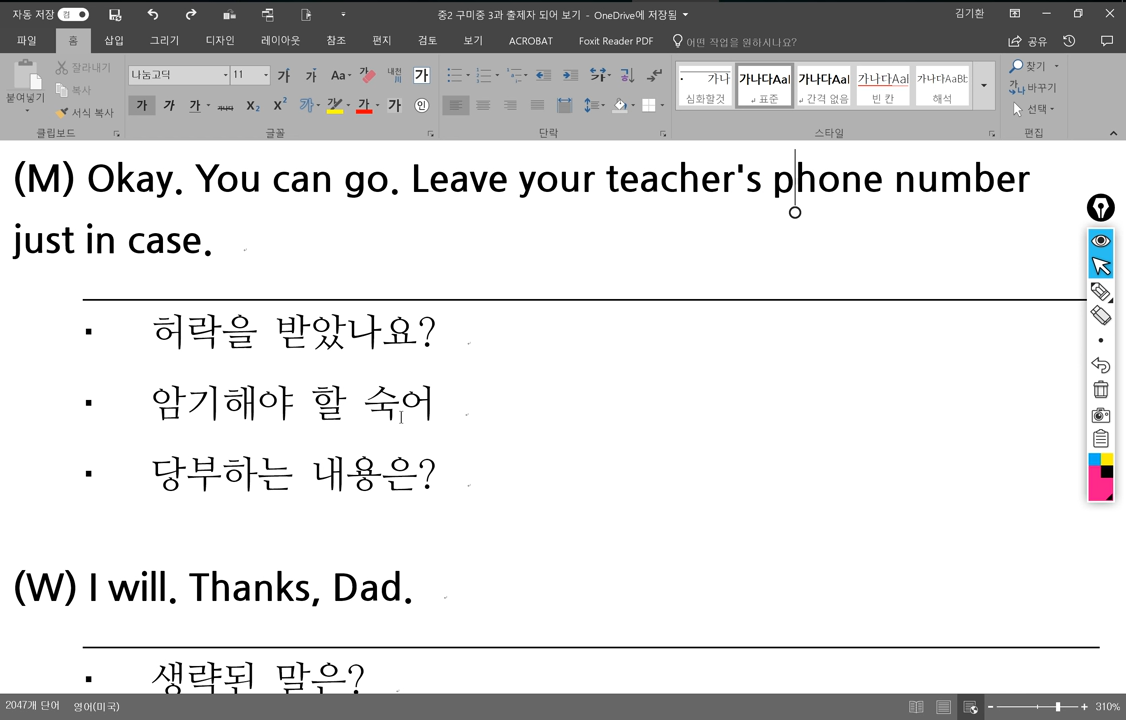 자동 저장 켬 중2 구미중 3과 출제자 되어 보기 - OneDrive에 저장됨 김기환
파일 홈 삽입 그리기 디자인 레이아웃 참조 편지 검토 보기 ACROBAT Foxit Reader PDF 어떤 작업을 원하시나요? 공유
붙여넣기 잘라내기 복사 서식 복사
나눔고딕 11
가나 가나다AaI 가나다AaI 가나다AaI 가나다AaBb
심화할것 표준 간격 없음 빈 칸 해석
찾기 바꾸기 선택
클립보드 글꼴 단락 스타일 편집
(M) Okay. You can go. Leave your teacher's phone number
just in case.
▪ 허락을 받았나요?
▪ 암기해야 할 숙어
▪ 당부하는 내용은?
(W) I will. Thanks, Dad.
▪ 생략된 말은?
2047개 단어 영어(미국) 310%